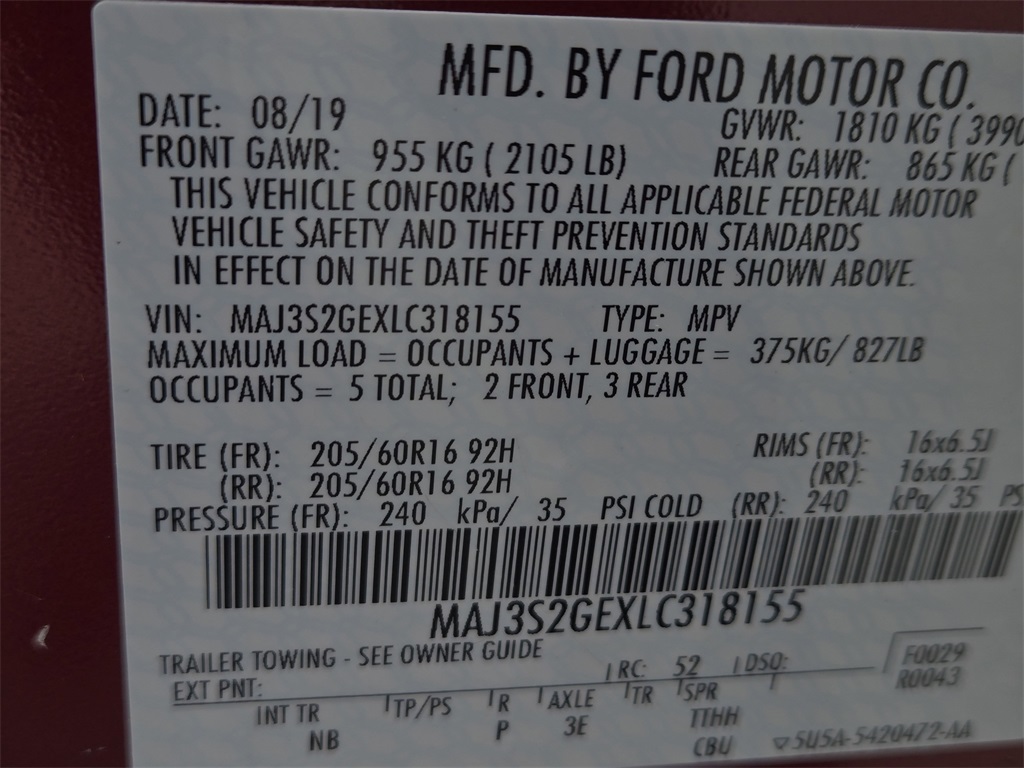 MFD. BY FORD MOTOR CO.
DATE: 08/19 GVWR: 1810 KG ( 3990
FRONT GAWR: 955 KG ( 2105 LB) REAR GAWR: 865 KG (
THIS VEHICLE CONFORMS TO ALL APPLICABLE FEDERAL MOTOR
VEHICLE SAFETY AND THEFT PREVENTION STANDARDS
IN EFFECT ON THE DATE OF MANUFACTURE SHOWN ABOVE.
VIN: MAJ3S2GEXLC318155 TYPE: MPV
MAXIMUM LOAD = OCCUPANTS + LUGGAGE = 375KG/ 827LB
OCCUPANTS = 5 TOTAL; 2 FRONT, 3 REAR
TIRE (FR): 205/60R16 92H RIMS (FR): 16x6.5J
(RR): 205/60R16 92H (RR): 16x6.5J
PRESSURE (FR): 240 kPa/ 35 PSI COLD (RR): 240 kPa/ 35 PS
MAJ3S2GEXLC318155
TRAILER TOWING - SEE OWNER GUIDE
EXT PNT: RC: 52 DSO: F0029
R0043
INT TR TP/PS R AXLE TR SPR
NB P 3E TTHH
CBU 5U5A-5420472-AA